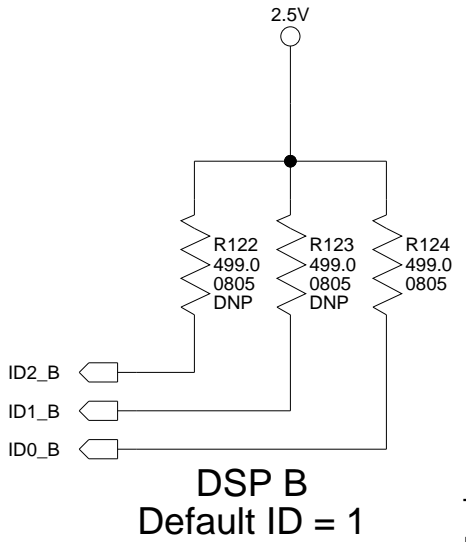 2.5V
R122
499.0
0805
DNP
R123
499.0
0805
DNP
R124
499.0
0805
ID2_B
ID1_B
ID0_B
DSP B
Default ID = 1